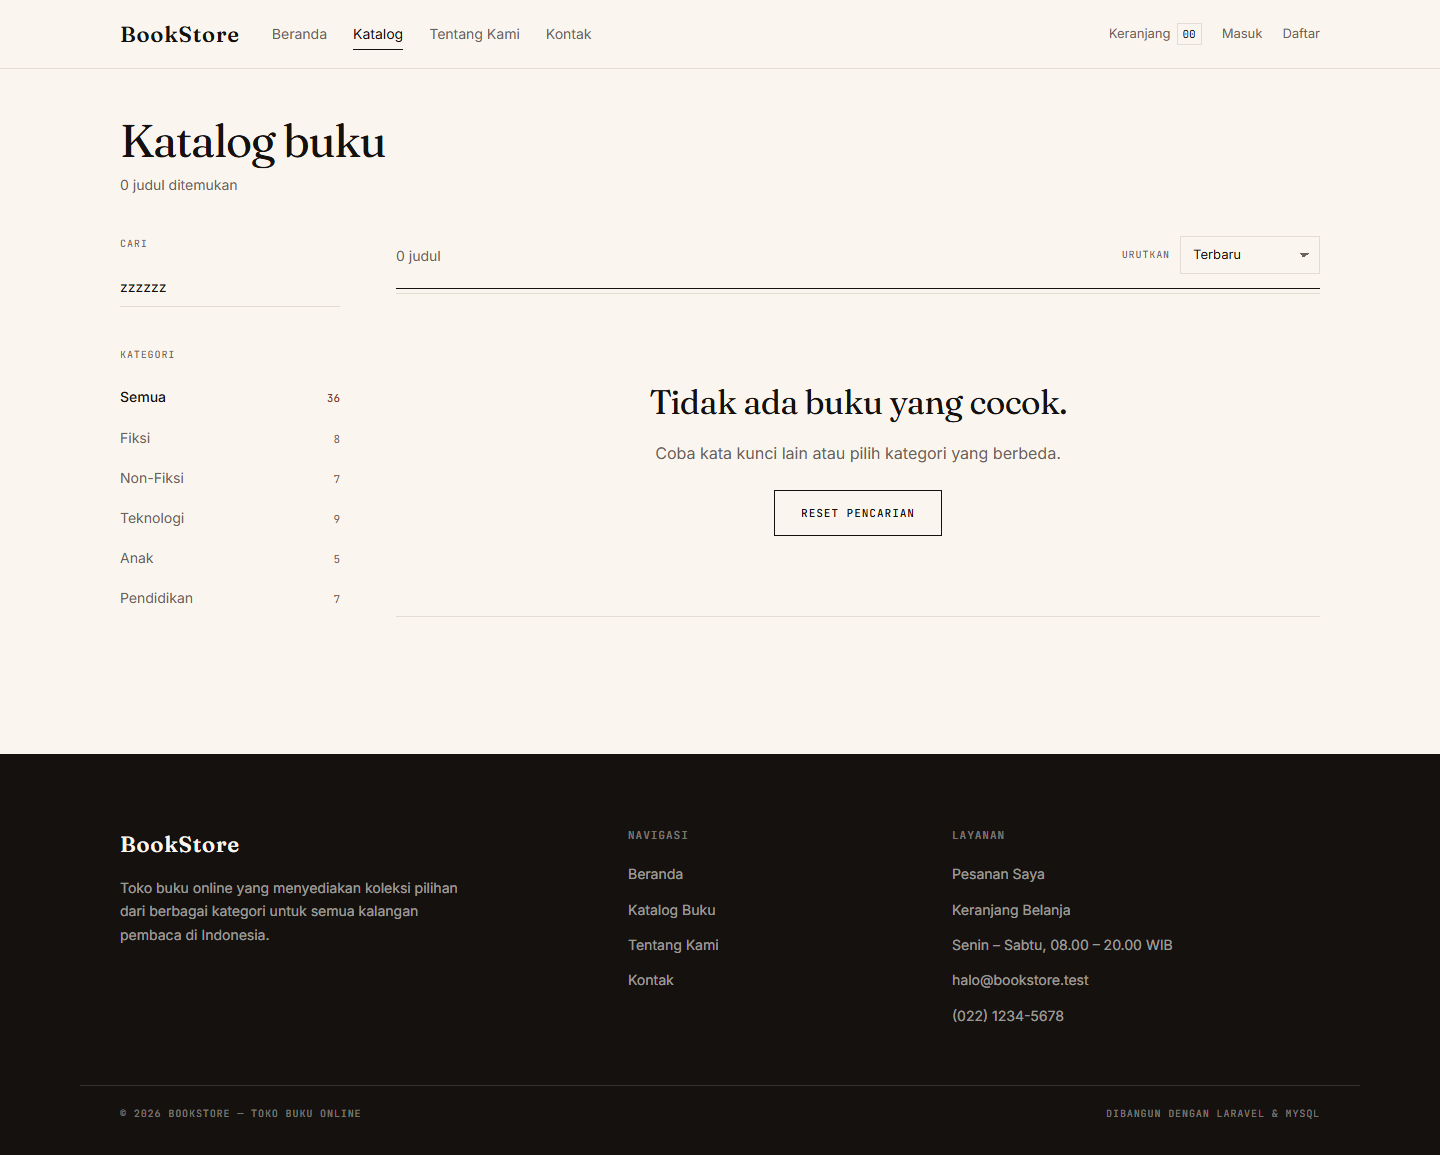 BookStore
Beranda
Katalog
Tentang Kami
Kontak
Keranjang 00
Masuk
Daftar
Katalog buku
0 judul ditemukan
CARI
zzzzzz
KATEGORI
Semua 36
Fiksi 8
Non-Fiksi 7
Teknologi 9
Anak 5
Pendidikan 7
0 judul
URUTKAN
Terbaru
Tidak ada buku yang cocok.
Coba kata kunci lain atau pilih kategori yang berbeda.
RESET PENCARIAN
BookStore
Toko buku online yang menyediakan koleksi pilihan
dari berbagai kategori untuk semua kalangan
pembaca di Indonesia.
NAVIGASI
Beranda
Katalog Buku
Tentang Kami
Kontak
LAYANAN
Pesanan Saya
Keranjang Belanja
Senin – Sabtu, 08.00 – 20.00 WIB
halo@bookstore.test
(022) 1234-5678
© 2026 BOOKSTORE — TOKO BUKU ONLINE
DIBANGUN DENGAN LARAVEL & MYSQL